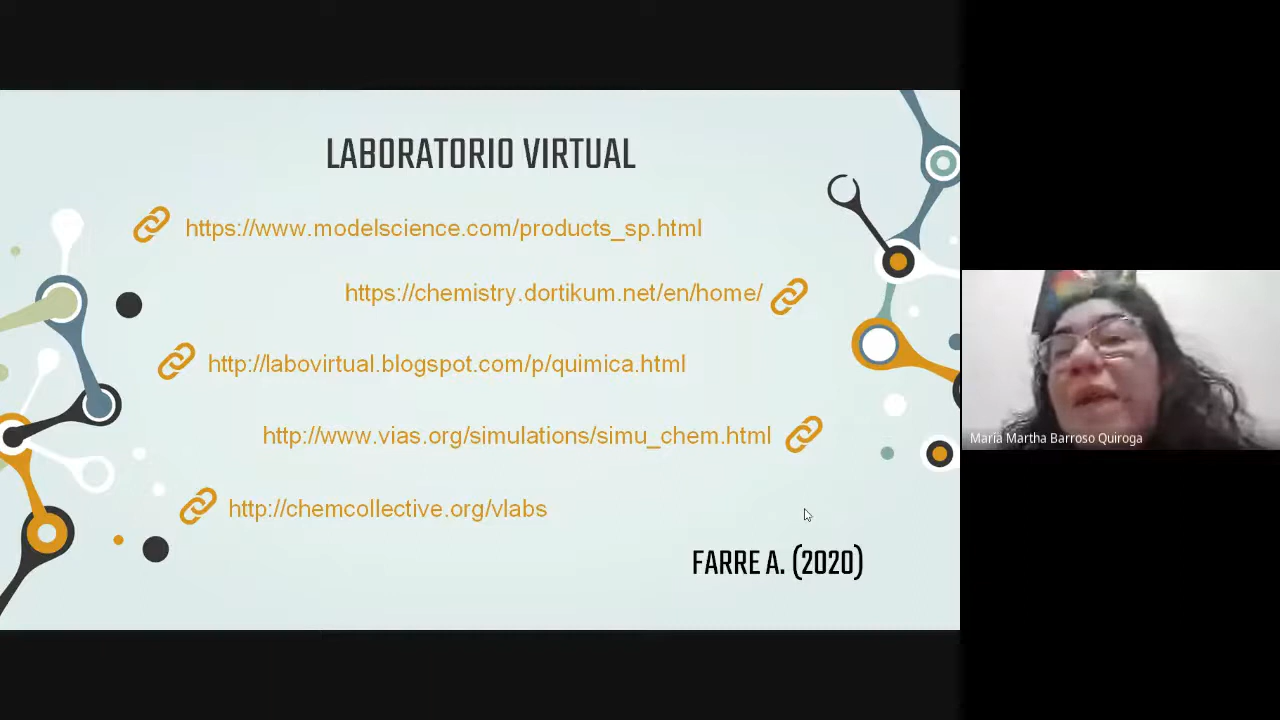 LABORATORIO VIRTUAL
https://www.modelscience.com/products_sp.html
https://chemistry.dortikum.net/en/home/
http://labovirtual.blogspot.com/p/quimica.html
http://www.vias.org/simulations/simu_chem.html
http://chemcollective.org/vlabs
FARRE A. (2020)
María Martha Barroso Quiroga